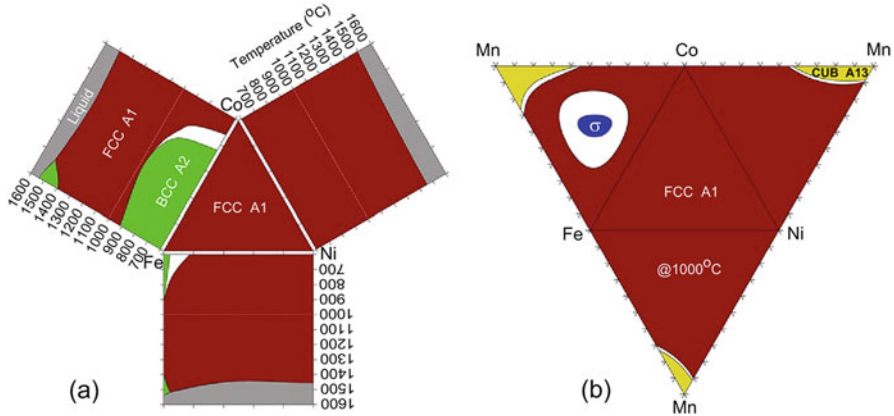 Temperature (°C)
1600
1500
1400
1300
1200
1100
1000
900
800
700
Co
Liquid
FCC A1
BCC A2
FCC A1
1600
1500
1400
1300
1200
1100
1000
900
800
700
Fe
Ni
700
800
900
1000
1100
1200
1300
1400
1500
1600
(a)
Mn
Co
Mn
CUB A13
σ
FCC A1
Fe
Ni
@1000°C
(b)
Mn